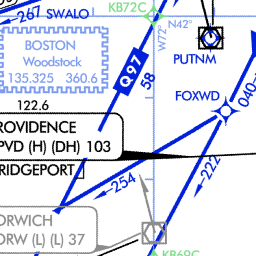 KB72C
267 SWALO
N42°
W72°
BOSTON
Woodstock
135.325 360.6
PUTNM
Q97
58
FOXWD
040
122.6
ROVIDENCE
PVD (H) (DH) 103
RIDGEPORT
254
222
ORWICH
ORW (L) (L) 37
KB69C